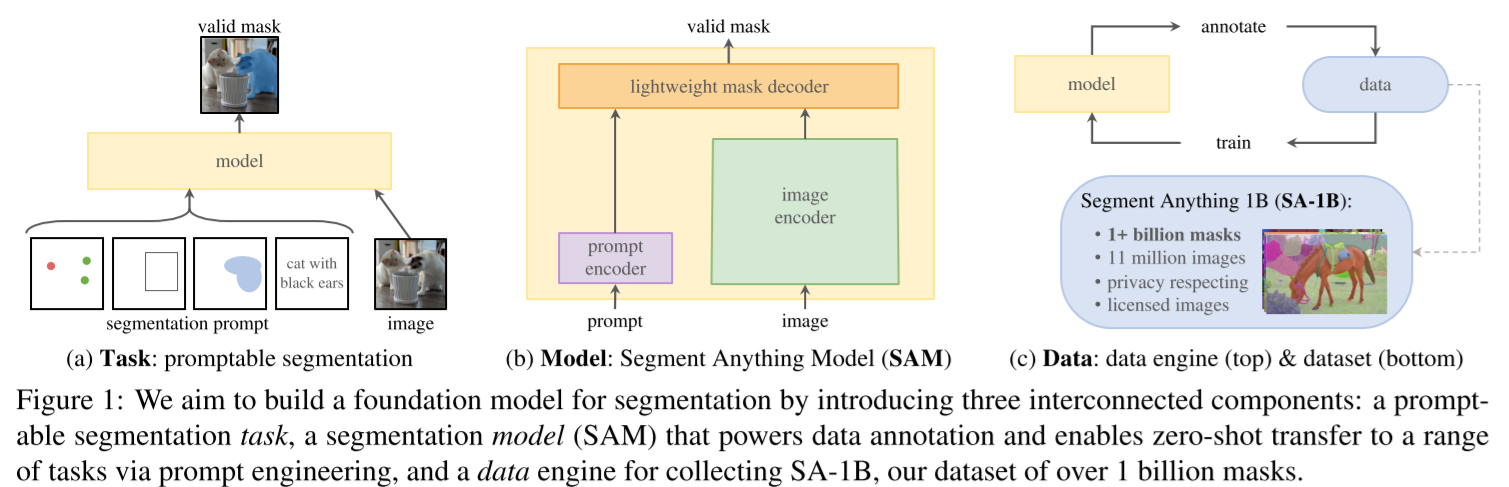 valid mask
model
cat with
black ears
segmentation prompt
image
(a) Task: promptable segmentation
valid mask
lightweight mask decoder
image
encoder
prompt
encoder
prompt
image
(b) Model: Segment Anything Model (SAM)
annotate
model
data
train
Segment Anything 1B (SA-1B):
• 1+ billion masks
• 11 million images
• privacy respecting
• licensed images
(c) Data: data engine (top) & dataset (bottom)
Figure 1: We aim to build a foundation model for segmentation by introducing three interconnected components: a prompt-
able segmentation task, a segmentation model (SAM) that powers data annotation and enables zero-shot transfer to a range
of tasks via prompt engineering, and a data engine for collecting SA-1B, our dataset of over 1 billion masks.